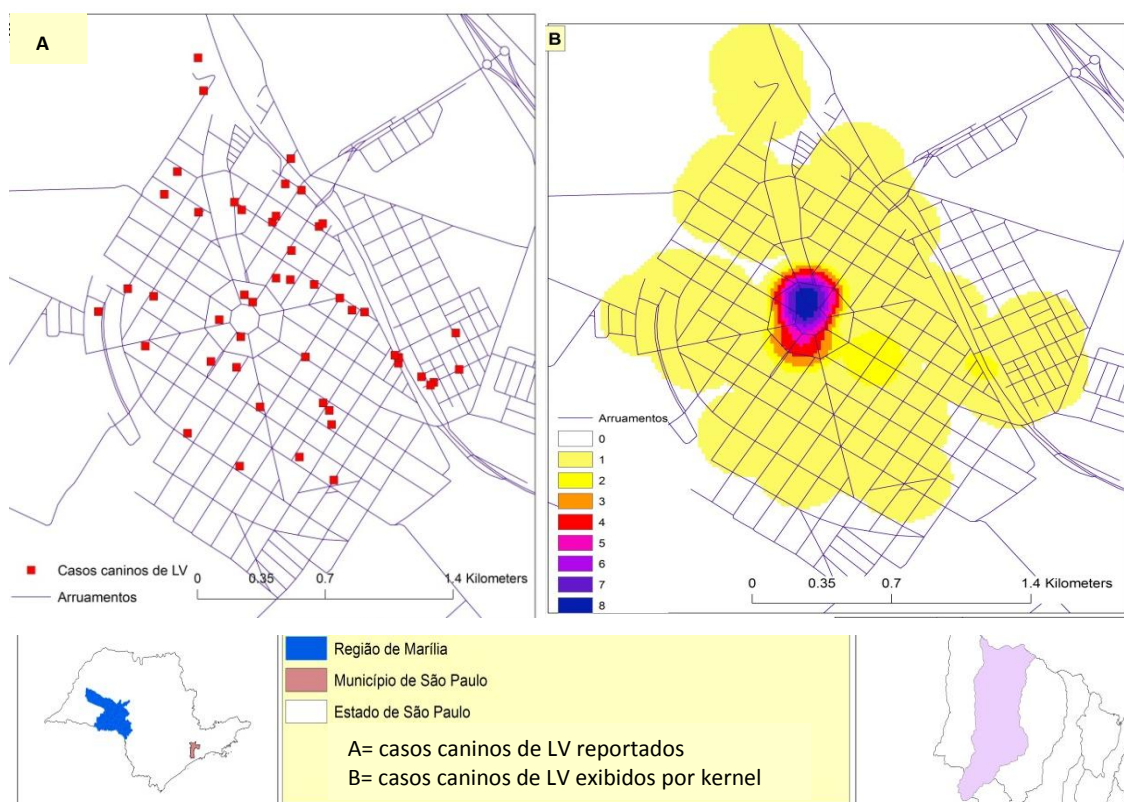 A
Casos caninos de LV
Arruamentos
0 0.35 0.7 1.4 Kilometers
B
Arruamentos
0
1
2
3
4
5
6
7
8
0 0.35 0.7 1.4 Kilometers
Região de Marília
Município de São Paulo
Estado de São Paulo
A= casos caninos de LV reportados
B= casos caninos de LV exibidos por kernel